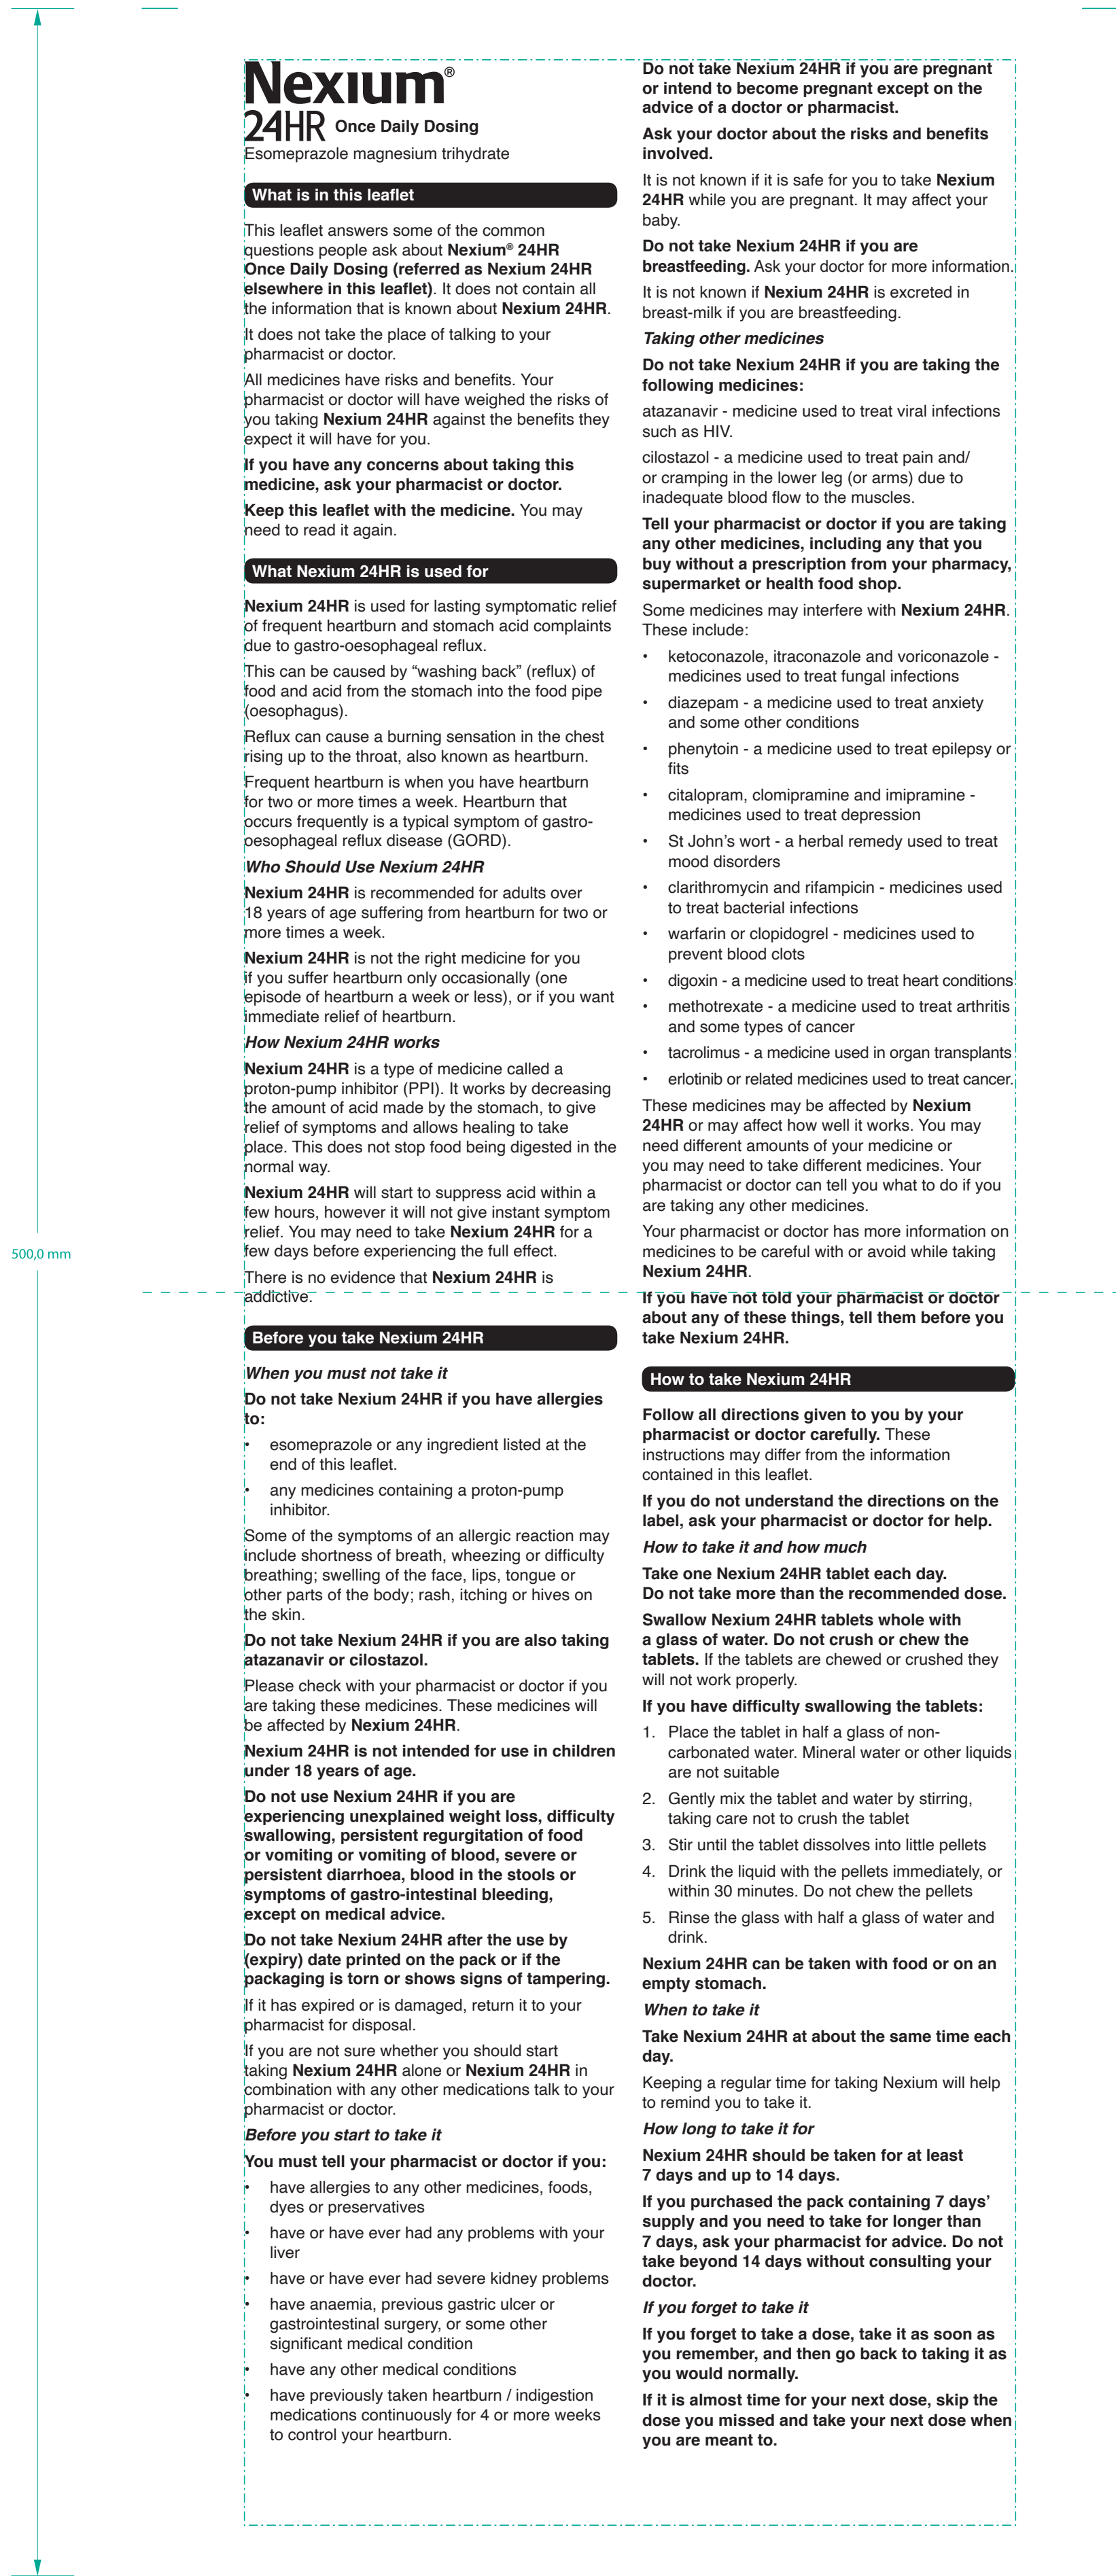 500,0 mm
Nexium®
24HR Once Daily Dosing
Esomeprazole magnesium trihydrate
What is in this leaflet
This leaflet answers some of the common
questions people ask about Nexium® 24HR
Once Daily Dosing (referred as Nexium 24HR
elsewhere in this leaflet). It does not contain all
the information that is known about Nexium 24HR.
It does not take the place of talking to your
pharmacist or doctor.
All medicines have risks and benefits. Your
pharmacist or doctor will have weighed the risks of
you taking Nexium 24HR against the benefits they
expect it will have for you.
If you have any concerns about taking this
medicine, ask your pharmacist or doctor.
Keep this leaflet with the medicine. You may
need to read it again.
What Nexium 24HR is used for
Nexium 24HR is used for lasting symptomatic relief
of frequent heartburn and stomach acid complaints
due to gastro-oesophageal reflux.
This can be caused by “washing back” (reflux) of
food and acid from the stomach into the food pipe
(oesophagus).
Reflux can cause a burning sensation in the chest
rising up to the throat, also known as heartburn.
Frequent heartburn is when you have heartburn
for two or more times a week. Heartburn that
occurs frequently is a typical symptom of gastro-
oesophageal reflux disease (GORD).
Who Should Use Nexium 24HR
Nexium 24HR is recommended for adults over
18 years of age suffering from heartburn for two or
more times a week.
Nexium 24HR is not the right medicine for you
if you suffer heartburn only occasionally (one
episode of heartburn a week or less), or if you want
immediate relief of heartburn.
How Nexium 24HR works
Nexium 24HR is a type of medicine called a
proton-pump inhibitor (PPI). It works by decreasing
the amount of acid made by the stomach, to give
relief of symptoms and allows healing to take
place. This does not stop food being digested in the
normal way.
Nexium 24HR will start to suppress acid within a
few hours, however it will not give instant symptom
relief. You may need to take Nexium 24HR for a
few days before experiencing the full effect.
There is no evidence that Nexium 24HR is
addictive.
Before you take Nexium 24HR
When you must not take it
Do not take Nexium 24HR if you have allergies
to:
• esomeprazole or any ingredient listed at the
end of this leaflet.
• any medicines containing a proton-pump
inhibitor.
Some of the symptoms of an allergic reaction may
include shortness of breath, wheezing or difficulty
breathing; swelling of the face, lips, tongue or
other parts of the body; rash, itching or hives on
the skin.
Do not take Nexium 24HR if you are also taking
atazanavir or cilostazol.
Please check with your pharmacist or doctor if you
are taking these medicines. These medicines will
be affected by Nexium 24HR.
Nexium 24HR is not intended for use in children
under 18 years of age.
Do not use Nexium 24HR if you are
experiencing unexplained weight loss, difficulty
swallowing, persistent regurgitation of food
or vomiting or vomiting of blood, severe or
persistent diarrhoea, blood in the stools or
symptoms of gastro-intestinal bleeding,
except on medical advice.
Do not take Nexium 24HR after the use by
(expiry) date printed on the pack or if the
packaging is torn or shows signs of tampering.
If it has expired or is damaged, return it to your
pharmacist for disposal.
If you are not sure whether you should start
taking Nexium 24HR alone or Nexium 24HR in
combination with any other medications talk to your
pharmacist or doctor.
Before you start to take it
You must tell your pharmacist or doctor if you:
• have allergies to any other medicines, foods,
dyes or preservatives
• have or have ever had any problems with your
liver
• have or have ever had severe kidney problems
• have anaemia, previous gastric ulcer or
gastrointestinal surgery, or some other
significant medical condition
• have any other medical conditions
• have previously taken heartburn / indigestion
medications continuously for 4 or more weeks
to control your heartburn.
Do not take Nexium 24HR if you are pregnant
or intend to become pregnant except on the
advice of a doctor or pharmacist.
Ask your doctor about the risks and benefits
involved.
It is not known if it is safe for you to take Nexium
24HR while you are pregnant. It may affect your
baby.
Do not take Nexium 24HR if you are
breastfeeding. Ask your doctor for more information.
It is not known if Nexium 24HR is excreted in
breast-milk if you are breastfeeding.
Taking other medicines
Do not take Nexium 24HR if you are taking the
following medicines:
atazanavir - medicine used to treat viral infections
such as HIV.
cilostazol - a medicine used to treat pain and/
or cramping in the lower leg (or arms) due to
inadequate blood flow to the muscles.
Tell your pharmacist or doctor if you are taking
any other medicines, including any that you
buy without a prescription from your pharmacy,
supermarket or health food shop.
Some medicines may interfere with Nexium 24HR.
These include:
• ketoconazole, itraconazole and voriconazole -
medicines used to treat fungal infections
• diazepam - a medicine used to treat anxiety
and some other conditions
• phenytoin - a medicine used to treat epilepsy or
fits
• citalopram, clomipramine and imipramine -
medicines used to treat depression
• St John’s wort - a herbal remedy used to treat
mood disorders
• clarithromycin and rifampicin - medicines used
to treat bacterial infections
• warfarin or clopidogrel - medicines used to
prevent blood clots
• digoxin - a medicine used to treat heart conditions
• methotrexate - a medicine used to treat arthritis
and some types of cancer
• tacrolimus - a medicine used in organ transplants
• erlotinib or related medicines used to treat cancer.
These medicines may be affected by Nexium
24HR or may affect how well it works. You may
need different amounts of your medicine or
you may need to take different medicines. Your
pharmacist or doctor can tell you what to do if you
are taking any other medicines.
Your pharmacist or doctor has more information on
medicines to be careful with or avoid while taking
Nexium 24HR.
If you have not told your pharmacist or doctor
about any of these things, tell them before you
take Nexium 24HR.
How to take Nexium 24HR
Follow all directions given to you by your
pharmacist or doctor carefully. These
instructions may differ from the information
contained in this leaflet.
If you do not understand the directions on the
label, ask your pharmacist or doctor for help.
How to take it and how much
Take one Nexium 24HR tablet each day.
Do not take more than the recommended dose.
Swallow Nexium 24HR tablets whole with
a glass of water. Do not crush or chew the
tablets. If the tablets are chewed or crushed they
will not work properly.
If you have difficulty swallowing the tablets:
1. Place the tablet in half a glass of non-
carbonated water. Mineral water or other liquids
are not suitable
2. Gently mix the tablet and water by stirring,
taking care not to crush the tablet
3. Stir until the tablet dissolves into little pellets
4. Drink the liquid with the pellets immediately, or
within 30 minutes. Do not chew the pellets
5. Rinse the glass with half a glass of water and
drink.
Nexium 24HR can be taken with food or on an
empty stomach.
When to take it
Take Nexium 24HR at about the same time each
day.
Keeping a regular time for taking Nexium will help
to remind you to take it.
How long to take it for
Nexium 24HR should be taken for at least
7 days and up to 14 days.
If you purchased the pack containing 7 days’
supply and you need to take for longer than
7 days, ask your pharmacist for advice. Do not
take beyond 14 days without consulting your
doctor.
If you forget to take it
If you forget to take a dose, take it as soon as
you remember, and then go back to taking it as
you would normally.
If it is almost time for your next dose, skip the
dose you missed and take your next dose when
you are meant to.